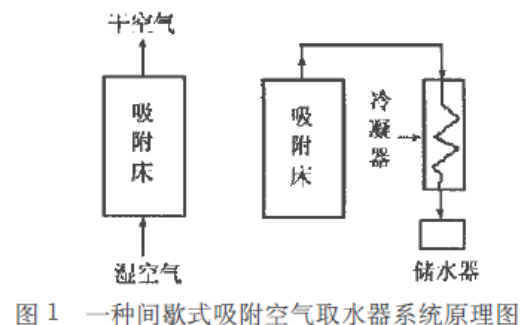 干空气
吸附床
湿空气
吸附床
冷凝器
储水器
图 1 一种间歇式吸附空气取水器系统原理图